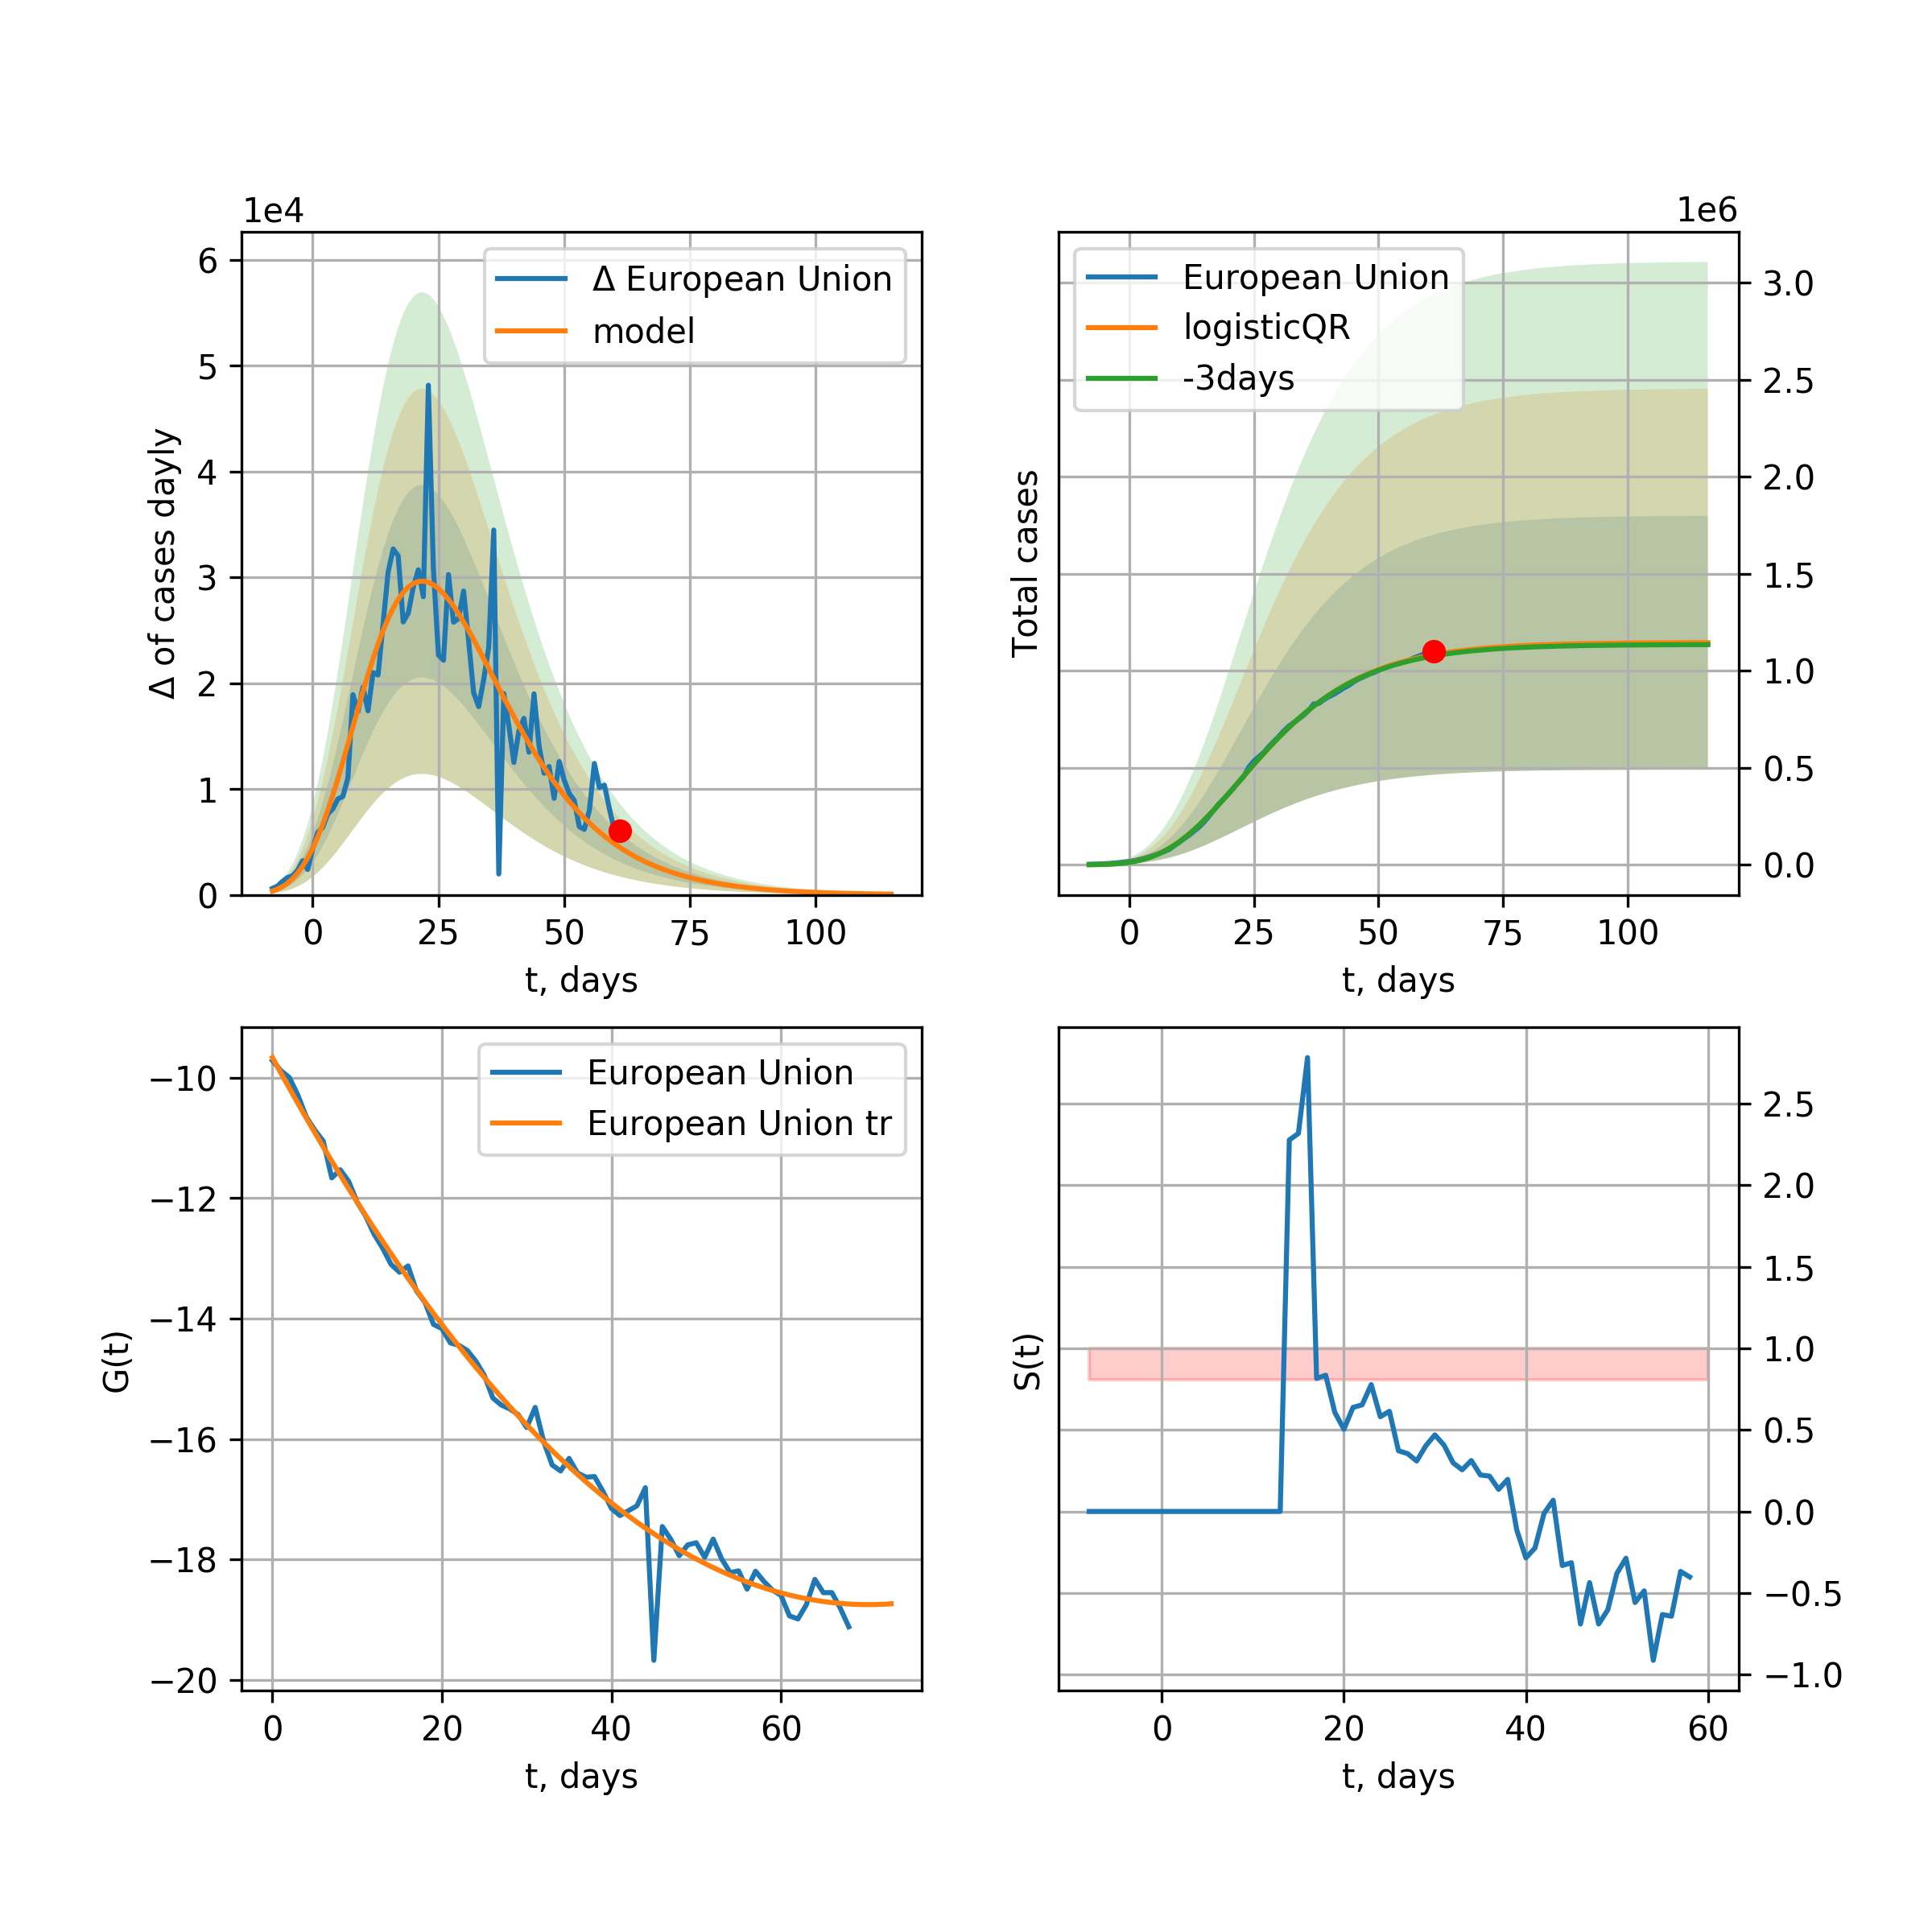 1e4
6
5
4
3
2
1
0
Δ of cases dayly
Δ European Union
model
0 25 50 75 100
t, days
1e6
European Union
logisticQR
-3days
Total cases
3.0
2.5
2.0
1.5
1.0
0.5
0.0
0 25 50 75 100
t, days
−10
−12
−14
−16
−18
−20
G(t)
European Union
European Union tr
0 20 40 60
t, days
S(t)
2.5
2.0
1.5
1.0
0.5
0.0
−0.5
−1.0
0 20 40 60
t, days